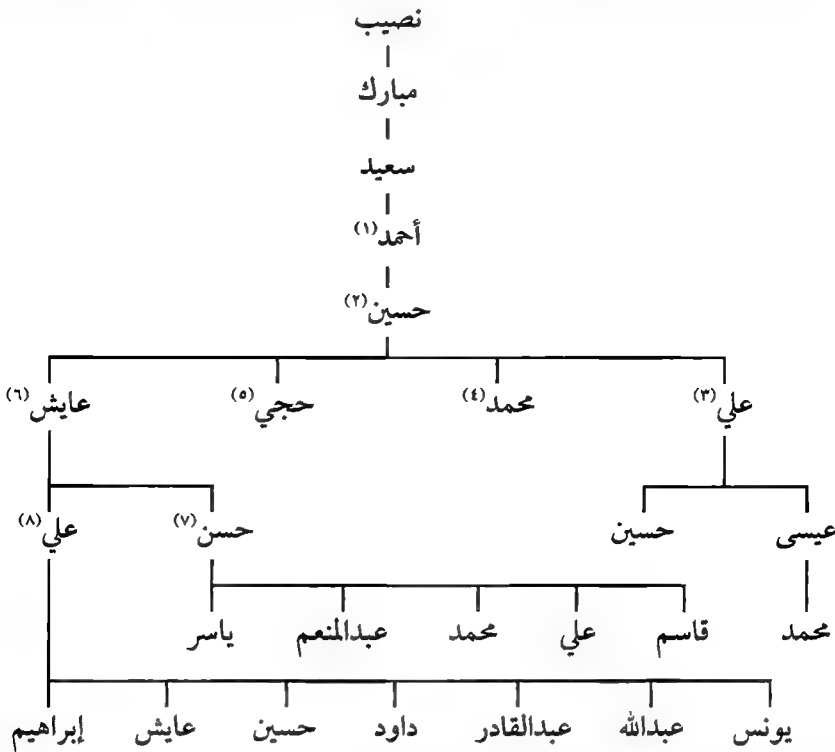 نصيب
مبارك
سعيد
أحمد (١)
حسين (٢)
علي (٣) محمد (٤) حجي (٥) عايش (٦)
عيسى حسين حسن (٧) علي (٨)
محمد قاسم علي محمد عبدالمنعم ياسر
يونس عبدالله عبدالقادر داود حسين عايش إبراهيم